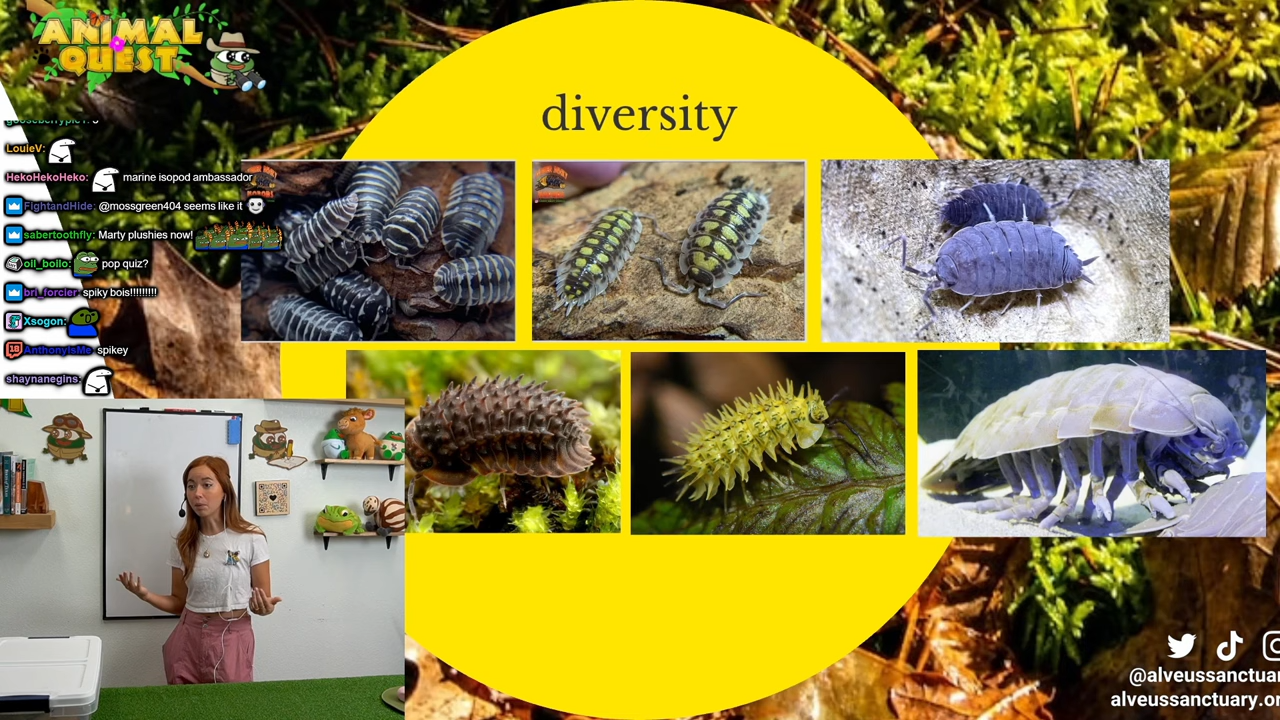 ANIMAL
QUEST
diversity
LouieV:
HekoHekoHeko: marine isopod ambassador
FightandHide: @mossgreen404 seems like it
sabertoothfly: Marty plushies now!
oil_boilo: pop quiz?
bri_forcier: spiky bois!!!!!!!!!
Xsogon:
AnthonyIsMe: spikey
shaynanegins:
@alveussanctuar
alveussanctuary.or